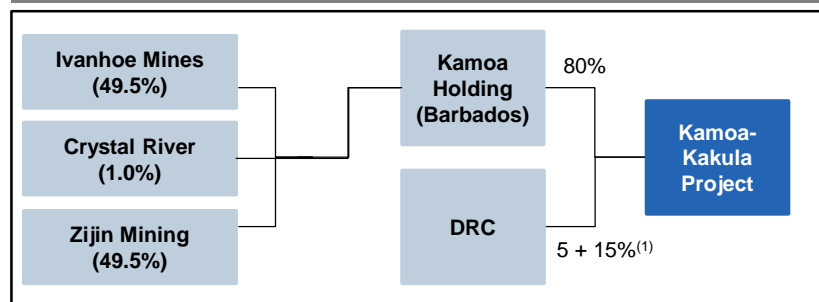 Ivanhoe Mines
(49.5%)
Crystal River
(1.0%)
Zijin Mining
(49.5%)
Kamoa
Holding
(Barbados)
80%
DRC
5 + 15%(1)
Kamoa-
Kakula
Project